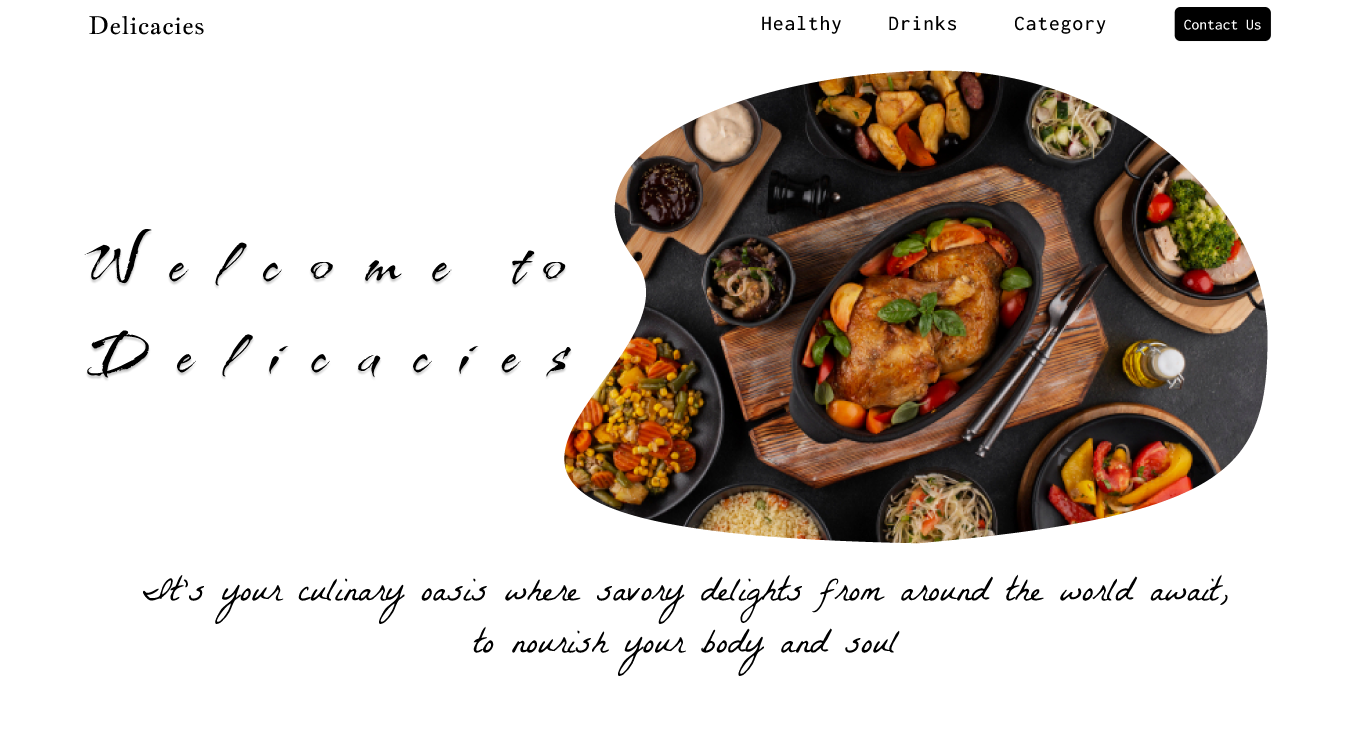 Delicacies
Healthy Drinks Category Contact Us
Welcome to
Delicacies
It's your culinary oasis where savory delights from around the world await,
to nourish your body and soul